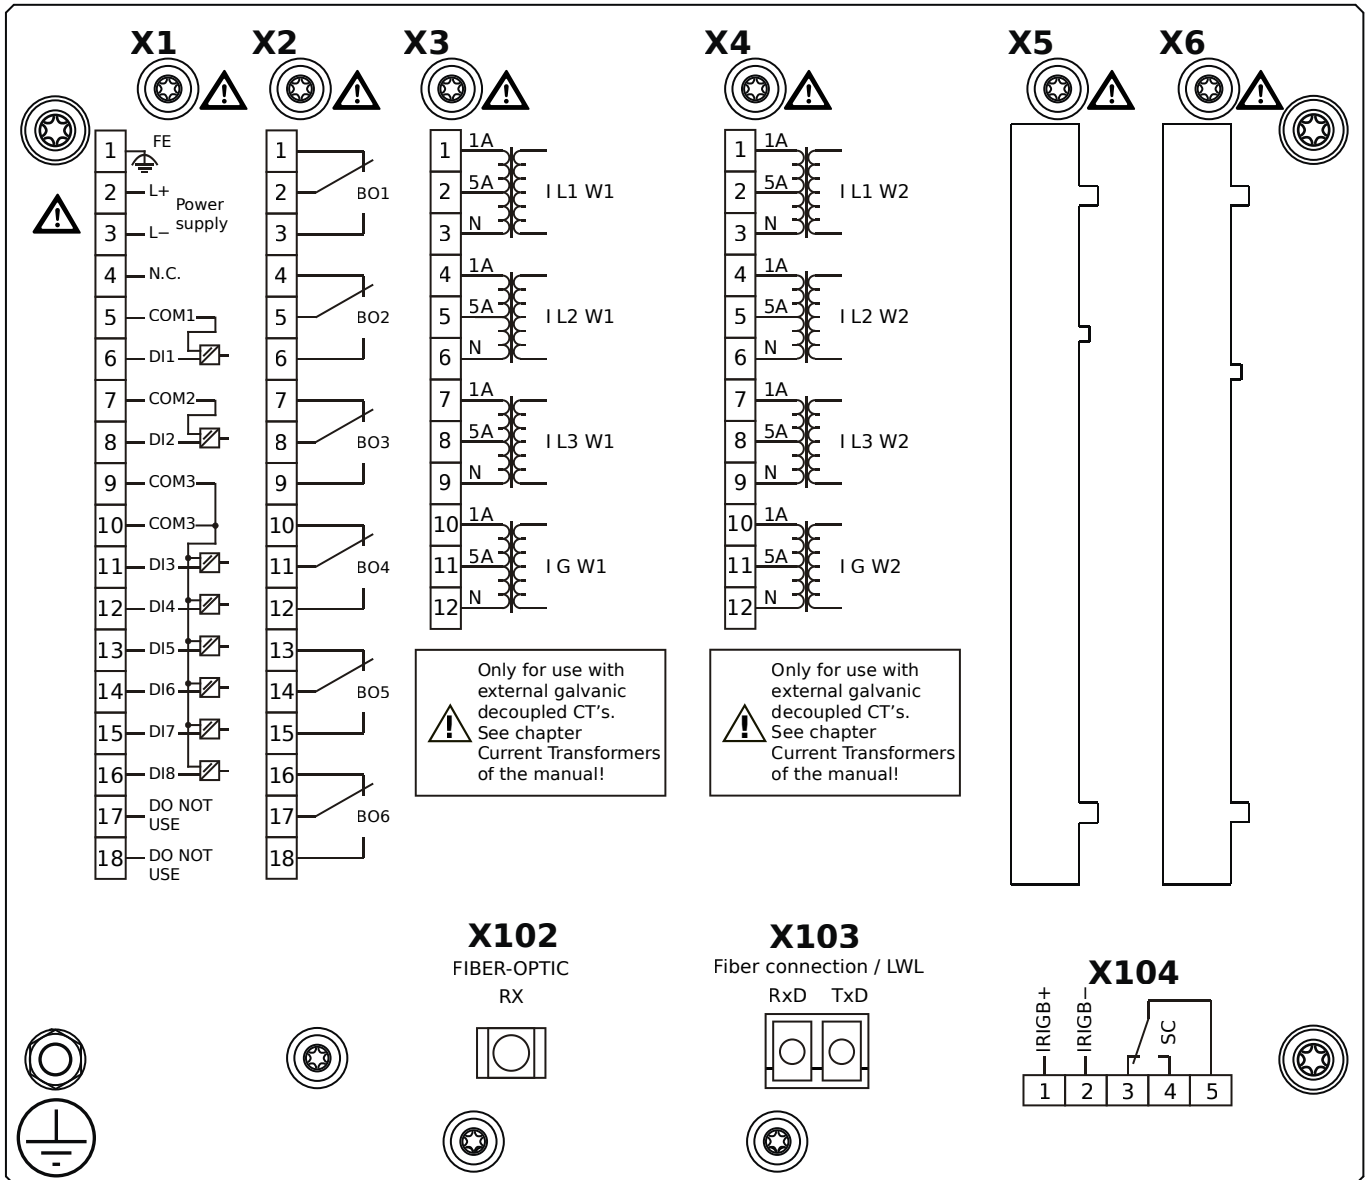 X1 X2 X3 X4 X5 X6
1 FE
2 L+
Power
supply
3 L−
4 N.C.
5 COM1
6 DI1
7 COM2
8 DI2
9 COM3
10 COM3
11 DI3
12 DI4
13 DI5
14 DI6
15 DI7
16 DI8
17 DO NOT
USE
18 DO NOT
USE
1
2 BO1
3
4
5 BO2
6
7
8 BO3
9
10
11 BO4
12
13
14 BO5
15
16
17 BO6
18
1 1A
2 5A I L1 W1
3 N
4 1A
5 5A I L2 W1
6 N
7 1A
8 5A I L3 W1
9 N
10 1A
11 5A I G W1
12 N
Only for use with
external galvanic
decoupled CT's.
See chapter
Current Transformers
of the manual!
1 1A
2 5A I L1 W2
3 N
4 1A
5 5A I L2 W2
6 N
7 1A
8 5A I L3 W2
9 N
10 1A
11 5A I G W2
12 N
Only for use with
external galvanic
decoupled CT's.
See chapter
Current Transformers
of the manual!
X102
FIBER-OPTIC
RX
X103
Fiber connection / LWL
RxD TxD
X104
IRIGB+
IRIGB−
SC
1 2 3 4 5